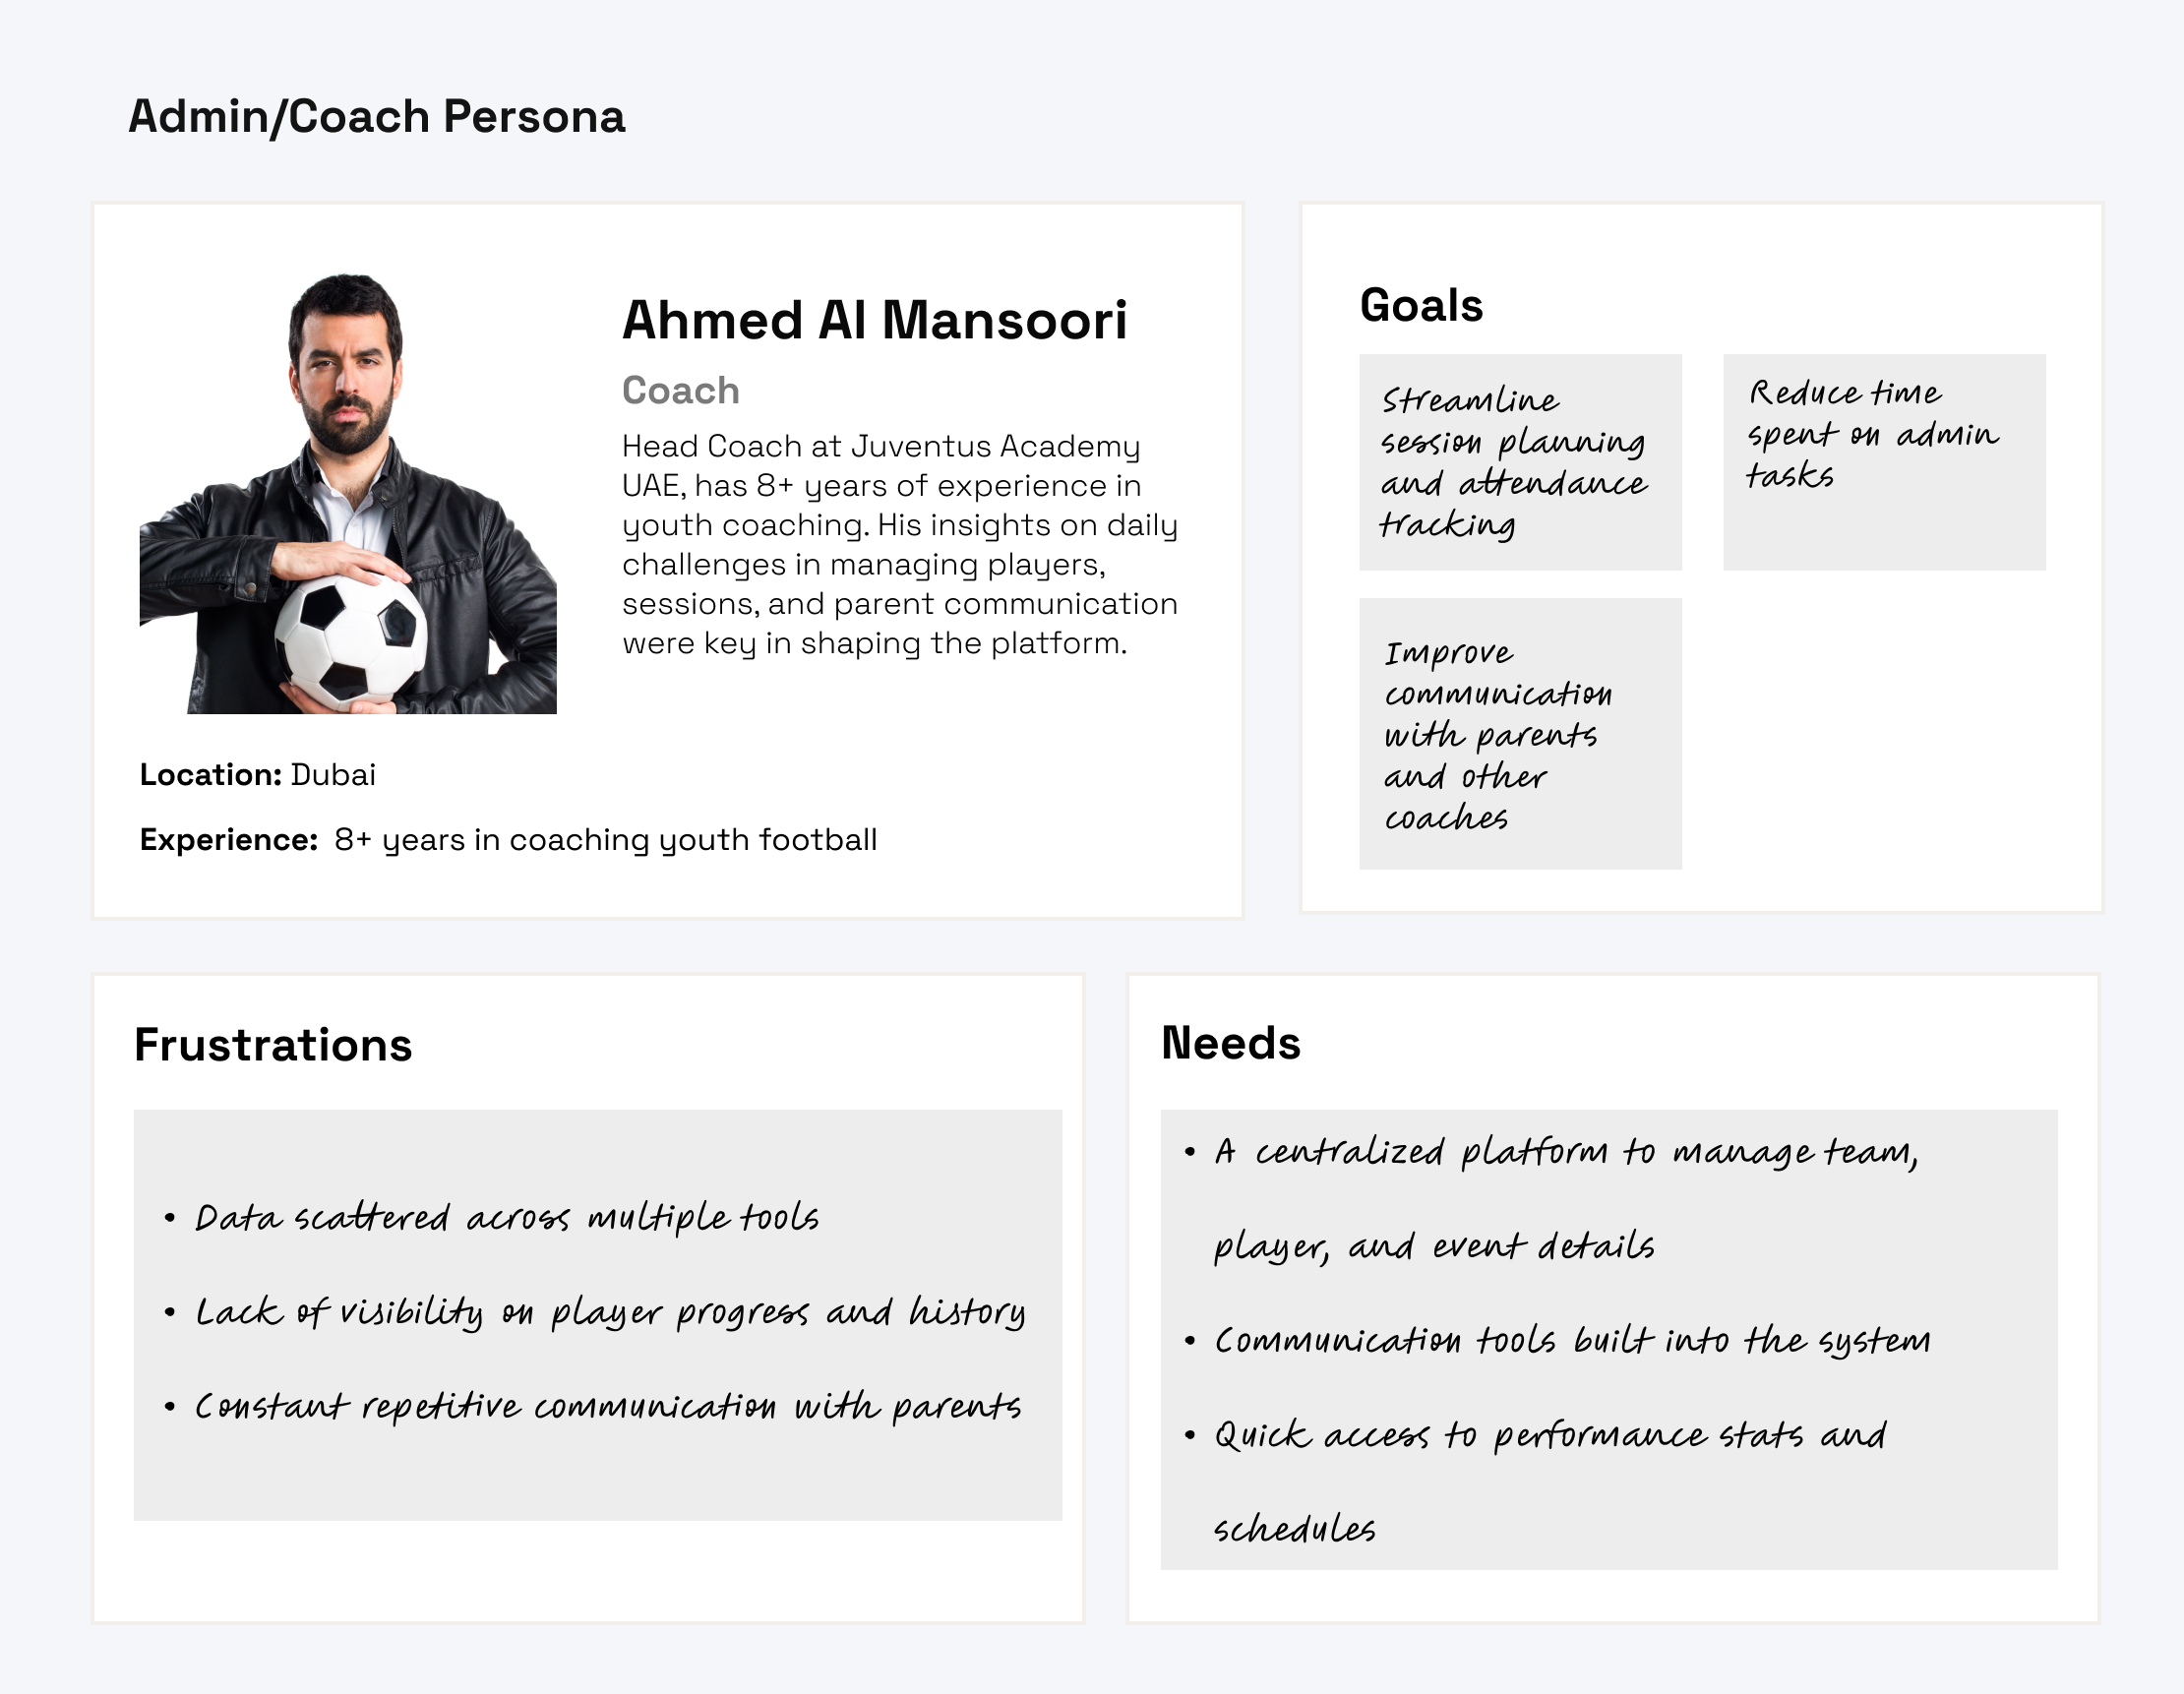 Admin/Coach Persona
Ahmed Al Mansoori
Coach
Head Coach at Juventus Academy
UAE, has 8+ years of experience in
youth coaching. His insights on daily
challenges in managing players,
sessions, and parent communication
were key in shaping the platform.
Location: Dubai
Experience: 8+ years in coaching youth football
Goals
Streamline
session planning
and attendance
tracking
Reduce time
spent on admin
tasks
Improve
communication
with parents
and other
coaches
Frustrations
• Data scattered across multiple tools
• Lack of visibility on player progress and history
• Constant repetitive communication with parents
Needs
• A centralized platform to manage team,
player, and event details
• Communication tools built into the system
• Quick access to performance stats and
schedules